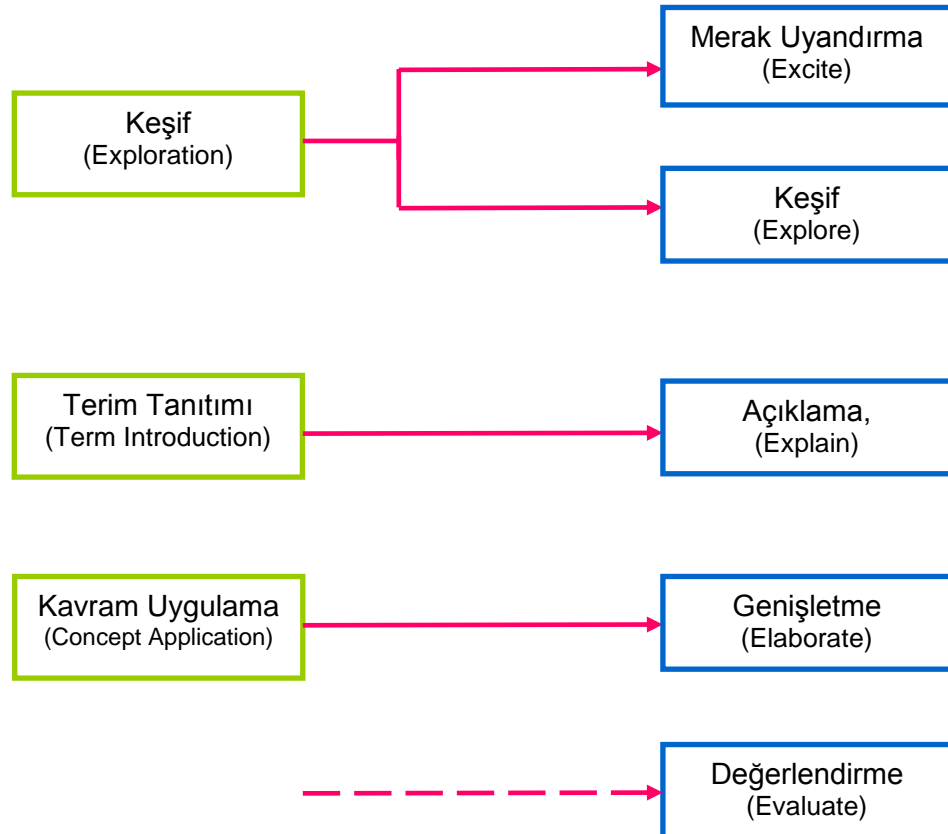 Merak Uyandırma
(Excite)
Keşif
(Exploration)
Keşif
(Explore)
Terim Tanıtımı
(Term Introduction)
Açıklama,
(Explain)
Kavram Uygulama
(Concept Application)
Genişletme
(Elaborate)
Değerlendirme
(Evaluate)